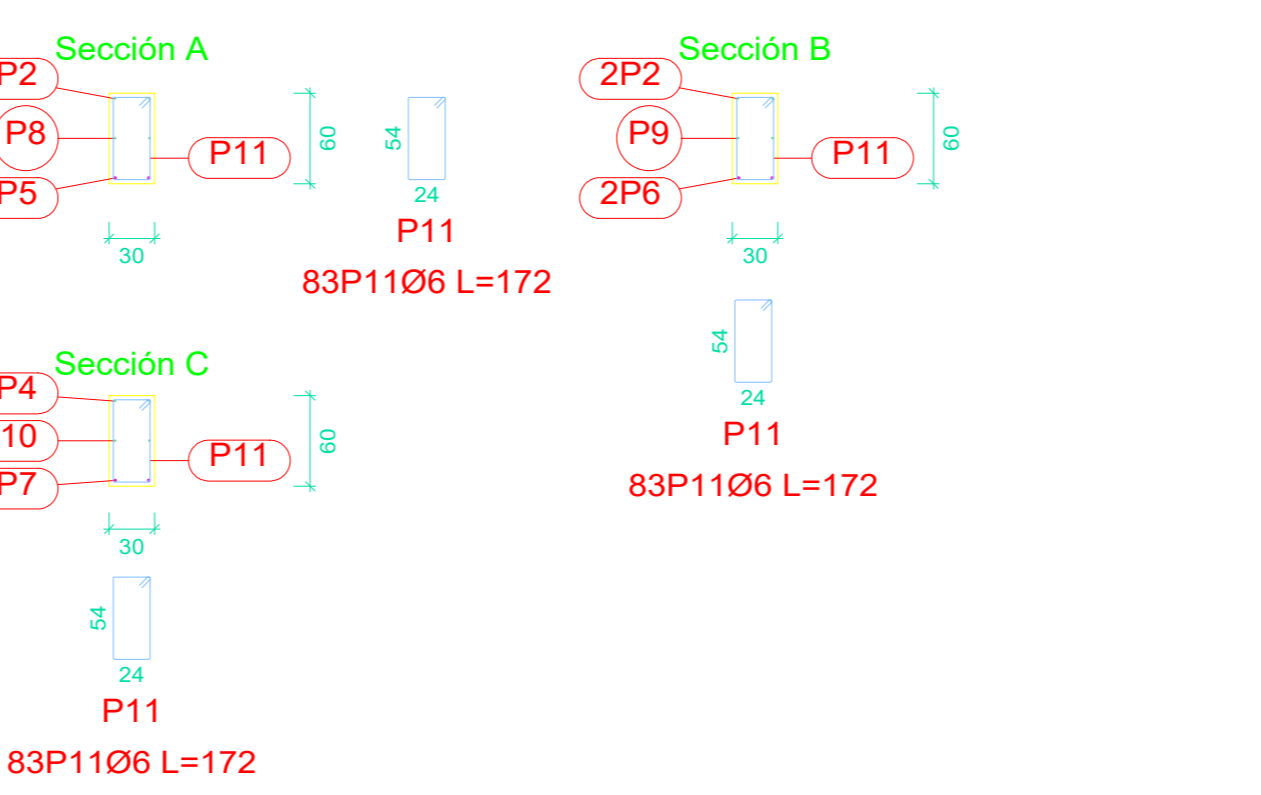 Sección A
P2
P8
P5
P11
60
30
54
24
P11
83P11Ø6 L=172
Sección B
2P2
P9
2P6
P11
60
30
54
24
P11
83P11Ø6 L=172
Sección C
P4
10
P7
P11
60
30
54
24
P11
83P11Ø6 L=172